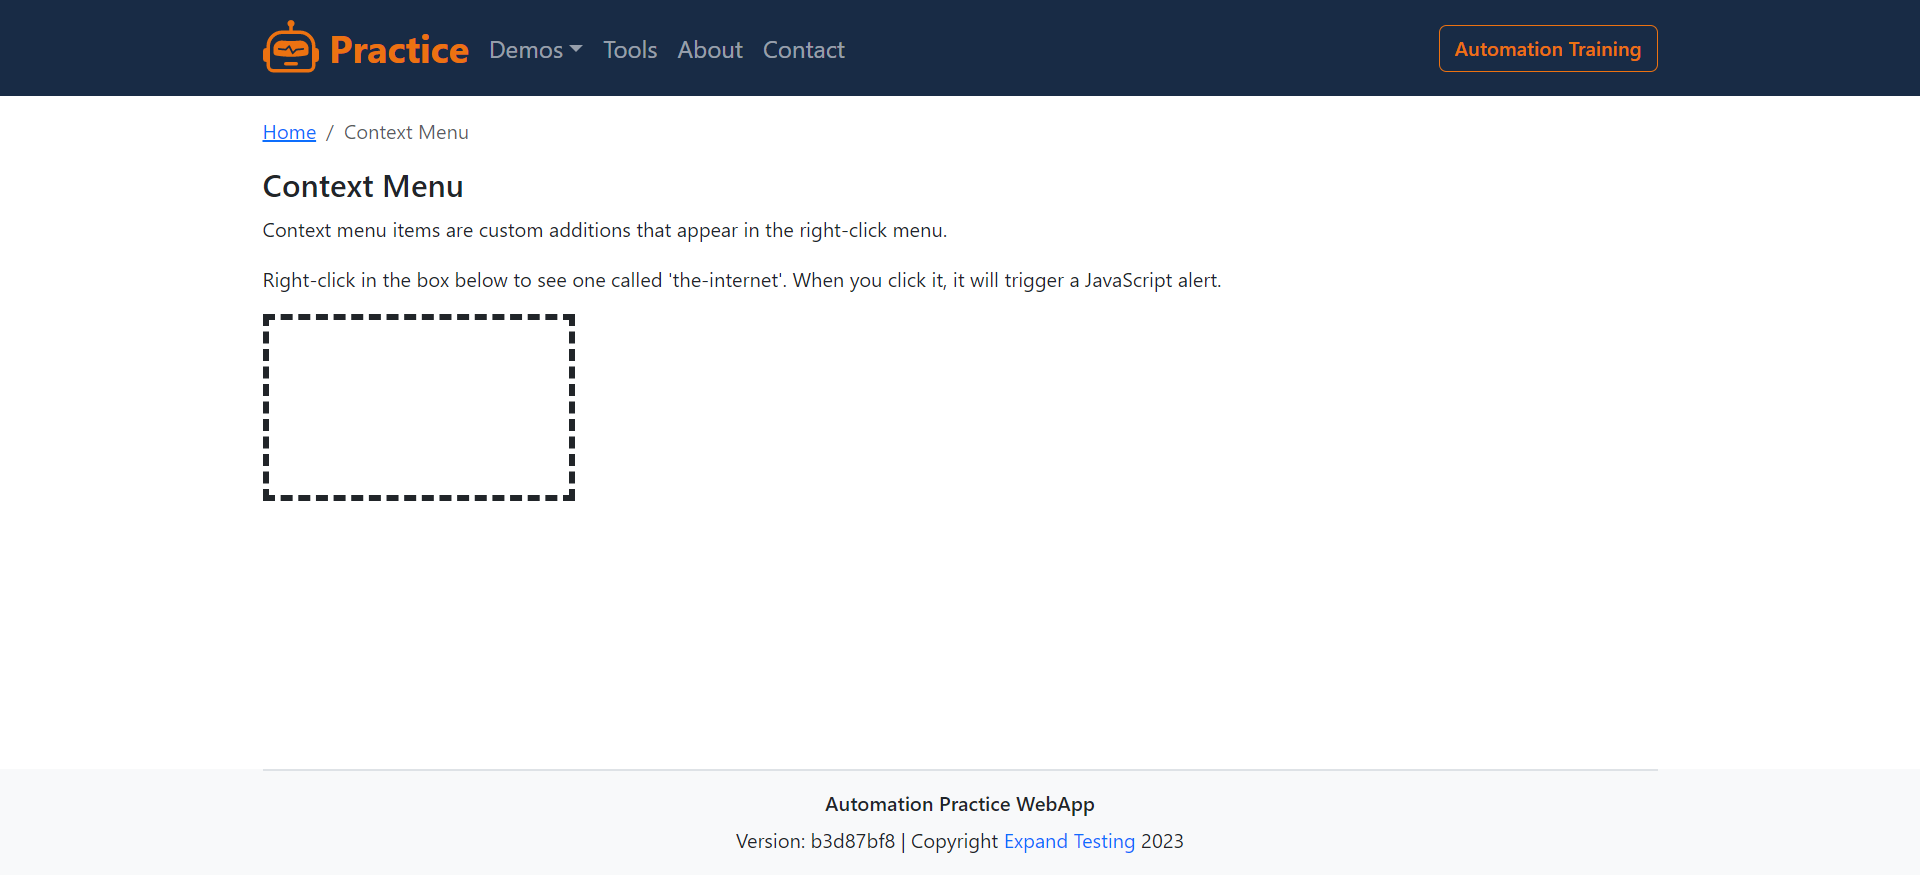 Practice Demos Tools About Contact Automation Training
Home / Context Menu
Context Menu
Context menu items are custom additions that appear in the right-click menu.
Right-click in the box below to see one called 'the-internet'. When you click it, it will trigger a JavaScript alert.
Automation Practice WebApp
Version: b3d87bf8 | Copyright Expand Testing 2023